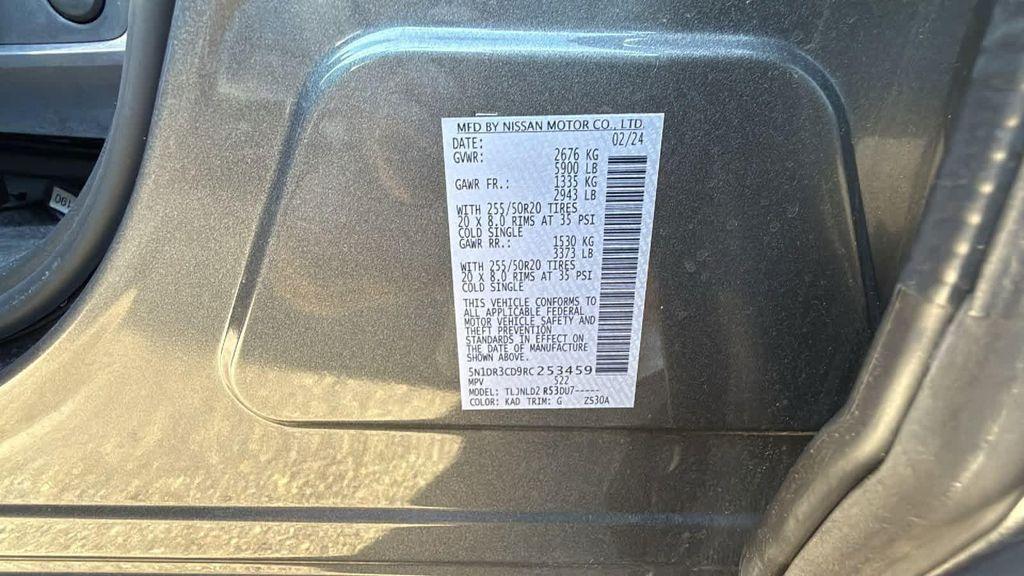 MFD BY NISSAN MOTOR CO., LTD
DATE: 02/24
GVWR: 2676 KG
5900 LB
GAWR FR.: 1335 KG
2943 LB
WITH 255/50R20 TIRES
20 X 8.0 RIMS AT 35 PSI
COLD SINGLE
GAWR RR.: 1530 KG
3373 LB
WITH 255/50R20 TIRES
20 X 8.0 RIMS AT 35 PSI
COLD SINGLE
THIS VEHICLE CONFORMS TO
ALL APPLICABLE FEDERAL
MOTOR VEHICLE SAFETY AND
THEFT PREVENTION
STANDARDS IN EFFECT ON
THE DATE OF MANUFACTURE
SHOWN ABOVE.
5N1DR3CD9RC253459
MPV 522
MODEL: TLJNLDZ R53DU7-----
COLOR: KAD TRIM: G Z530A